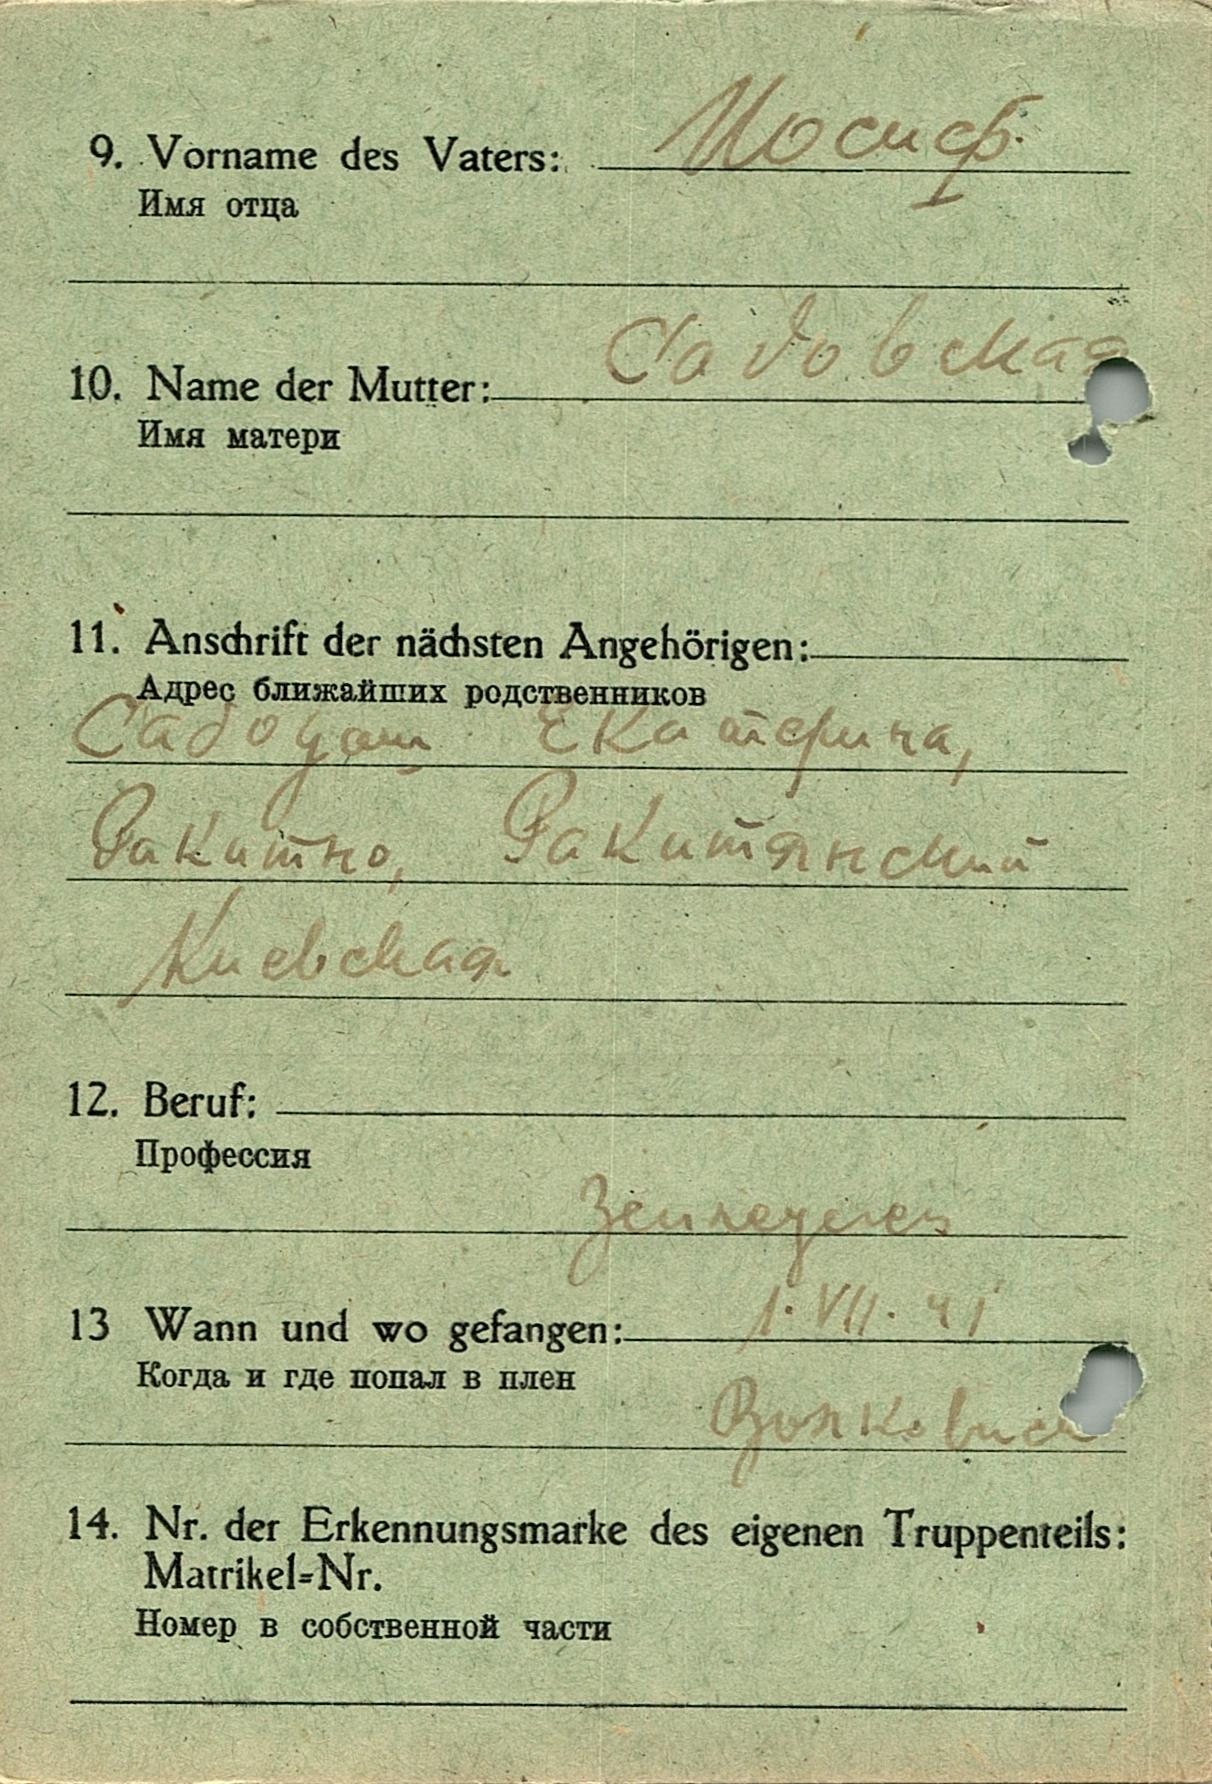 9. Vorname des Vaters: Иосиф.
Имя отца
10. Name der Mutter: Садовская
Имя матери
11. Anschrift der nächsten Angehörigen:
Адрес ближайших родственников
Екатерина,
Ракитно, Ракитянский
Киевская
12. Beruf:
Профессия
13 Wann und wo gefangen: 1.VII.41
Когда и где попал в плен
14. Nr. der Erkennungsmarke des eigenen Truppenteils:
Matrikel-Nr.
Номер в собственной части